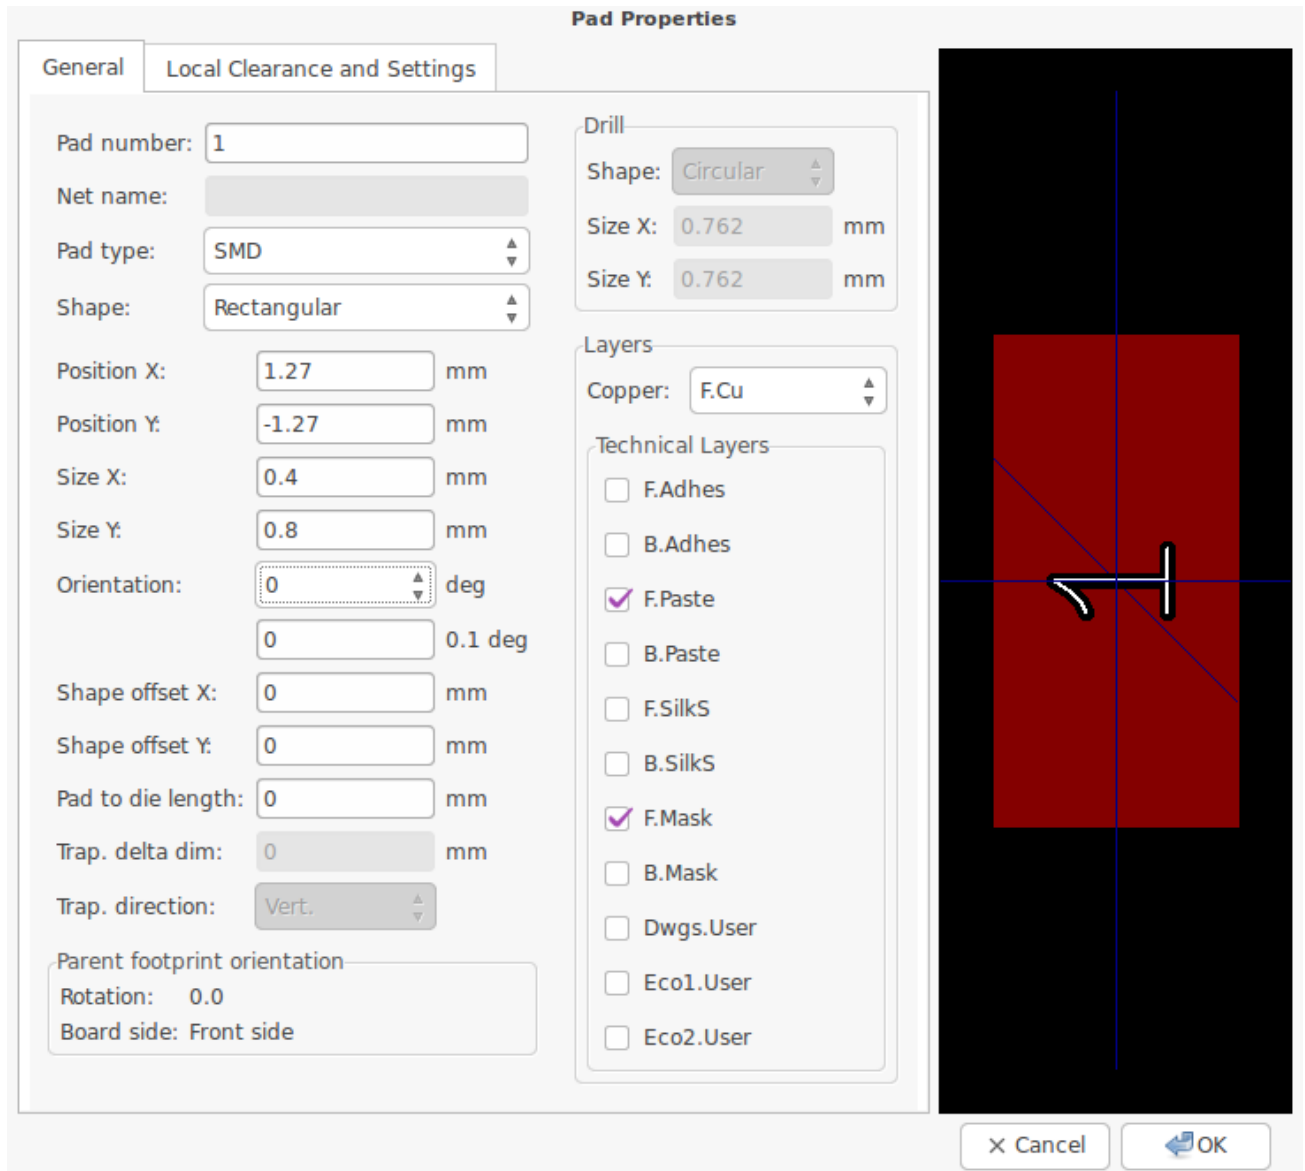 Pad Properties
General
Local Clearance and Settings
Pad number: 1
Net name:
Pad type: SMD
Shape: Rectangular
Position X: 1.27 mm
Position Y: -1.27 mm
Size X: 0.4 mm
Size Y: 0.8 mm
Orientation: 0 deg
0 0.1 deg
Shape offset X: 0 mm
Shape offset Y: 0 mm
Pad to die length: 0 mm
Trap. delta dim: 0 mm
Trap. direction: Vert.
Parent footprint orientation
Rotation: 0.0
Board side: Front side
Drill
Shape: Circular
Size X: 0.762 mm
Size Y: 0.762 mm
Layers
Copper: F.Cu
Technical Layers
F.Adhes
B.Adhes
F.Paste
B.Paste
F.SilkS
B.SilkS
F.Mask
B.Mask
Dwgs.User
Eco1.User
Eco2.User
1
Cancel
OK